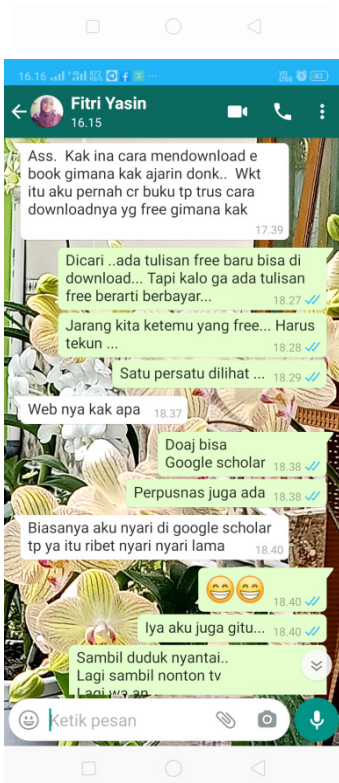 16.16
42
Fitri Yasin
16.15
Ass. Kak ina cara mendownload e
book gimana kak ajarin donk.. Wkt
itu aku pernah cr buku tp trus cara
downloadnya yg free gimana kak
17.39
Dicari ..ada tulisan free baru bisa di
download... Tapi kalo ga ada tulisan
free berarti berbayar...
18.27
Jarang kita ketemu yang free... Harus
tekun ...
18.28
Satu persatu dilihat ...
18.29
Web nya kak apa
18.37
Doaj bisa
Google scholar
18.38
Perpusnas juga ada
18.38
Biasanya aku nyari di google scholar
tp ya itu ribet nyari nyari lama
18.40
18.40
Iya aku juga gitu...
18.40
Sambil duduk nyantai..
Lagi sambil nonton tv
Lagi wa an
Ketik pesan